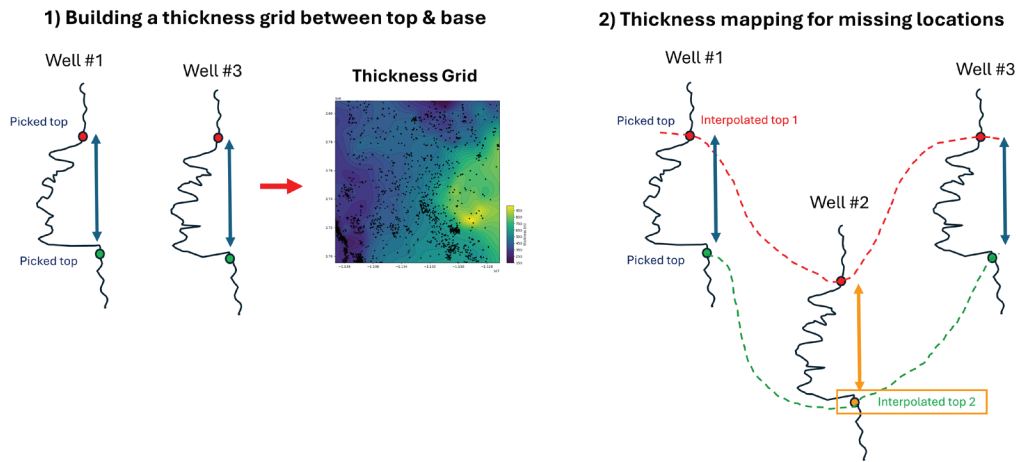 1) Building a thickness grid between top & base
Well #1
Well #3
Picked top
Picked top
Thickness Grid
2) Thickness mapping for missing locations
Well #1
Well #3
Picked top
Interpolated top 1
Well #2
Picked top
Interpolated top 2